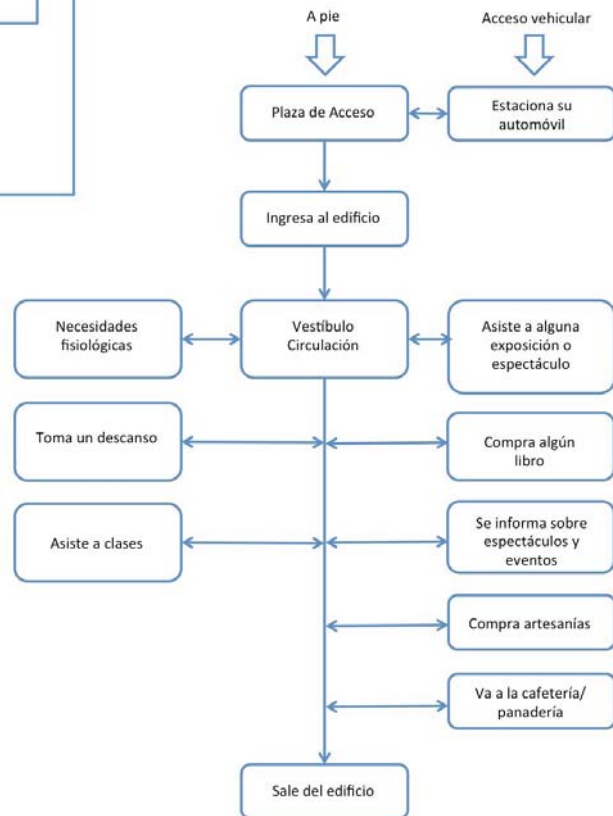 A pie
Acceso vehicular
Plaza de Acceso
Estaciona su
automóvil
Ingresa al edificio
Necesidades
fisiológicas
Vestíbulo
Circulación
Asiste a alguna
exposición o
espectáculo
Toma un descanso
Compra algún
libro
Asiste a clases
Se informa sobre
espectáculos y
eventos
Compra artesanías
Va a la cafetería/
panadería
Sale del edificio